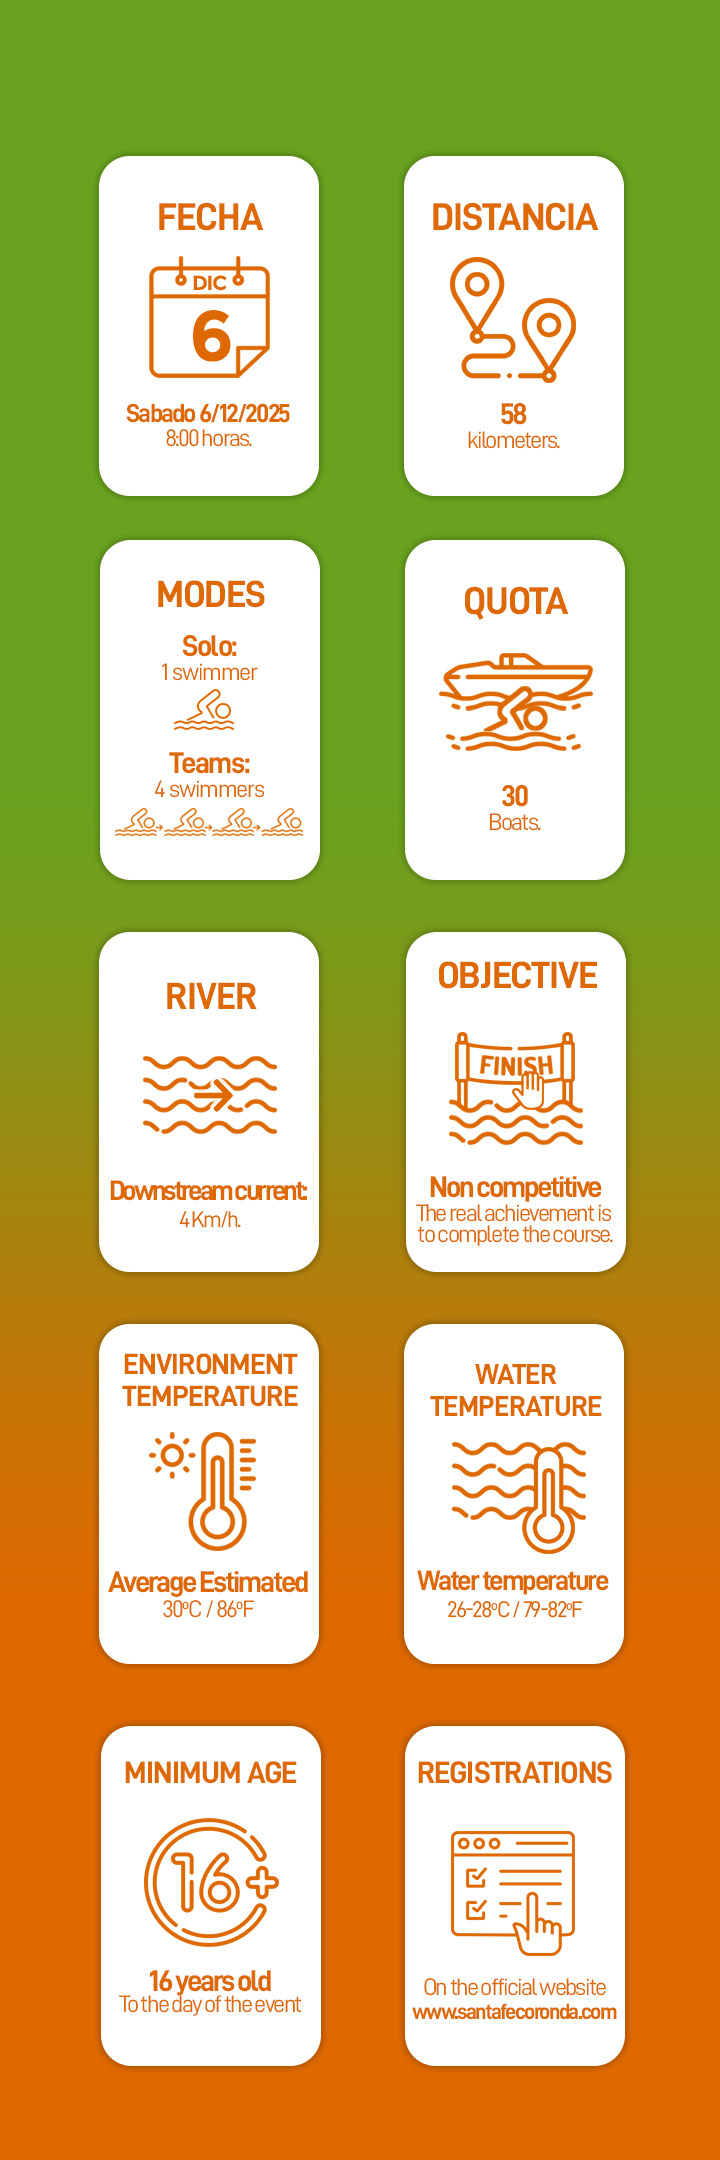 FECHA
DIC
6
Sabado 6/12/2025
8:00 horas.
DISTANCIA
58
kilometers.
MODES
Solo:
1 swimmer
Teams:
4 swimmers
QUOTA
30
Boats.
RIVER
Downstream current:
4 Km/h.
OBJECTIVE
FINISH
Non competitive
The real achievement is
to complete the course.
ENVIRONMENT
TEMPERATURE
Average Estimated
30ºC / 86ºF
WATER
TEMPERATURE
Water temperature
26-28ºC / 79-82ºF
MINIMUM AGE
16+
16 years old
To the day of the event
REGISTRATIONS
On the official website
www.santafecoronda.com